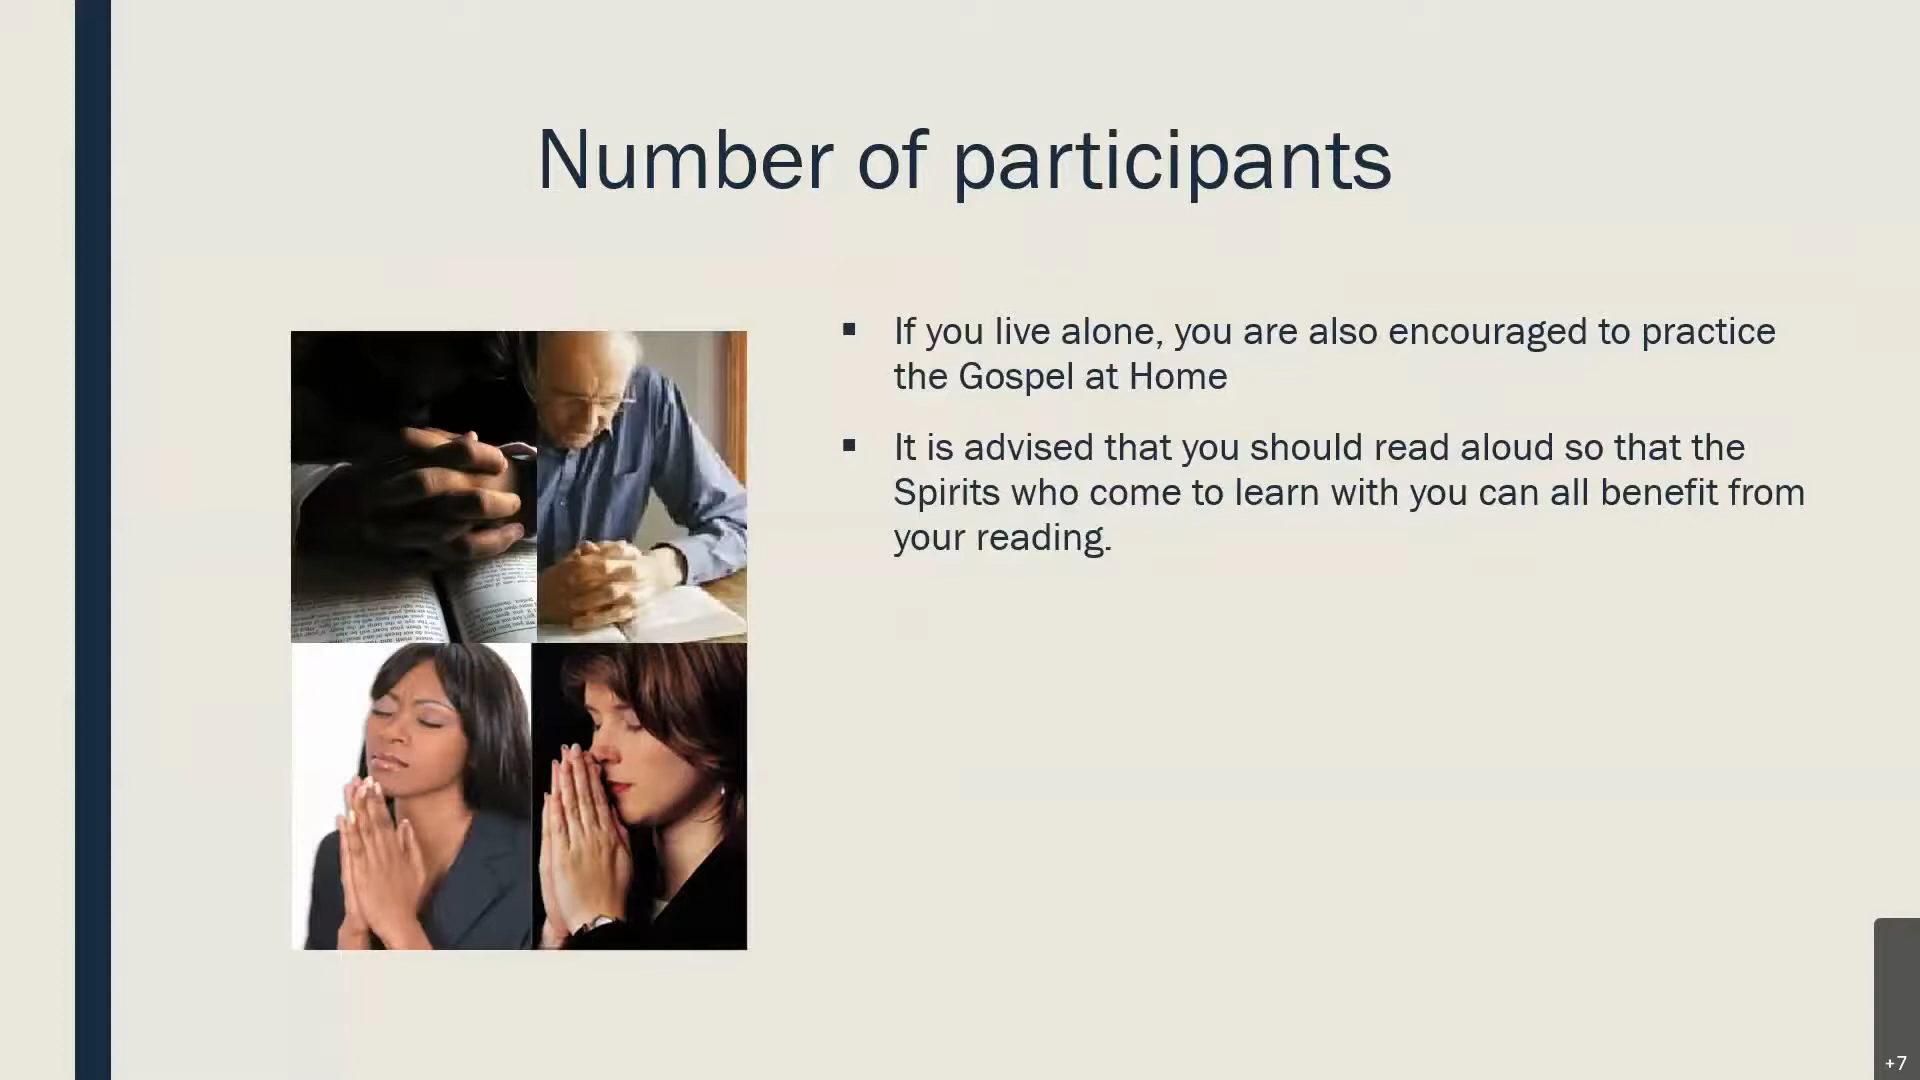 Number of participants
▪ If you live alone, you are also encouraged to practice
the Gospel at Home
▪ It is advised that you should read aloud so that the
Spirits who come to learn with you can all benefit from
your reading.
+7